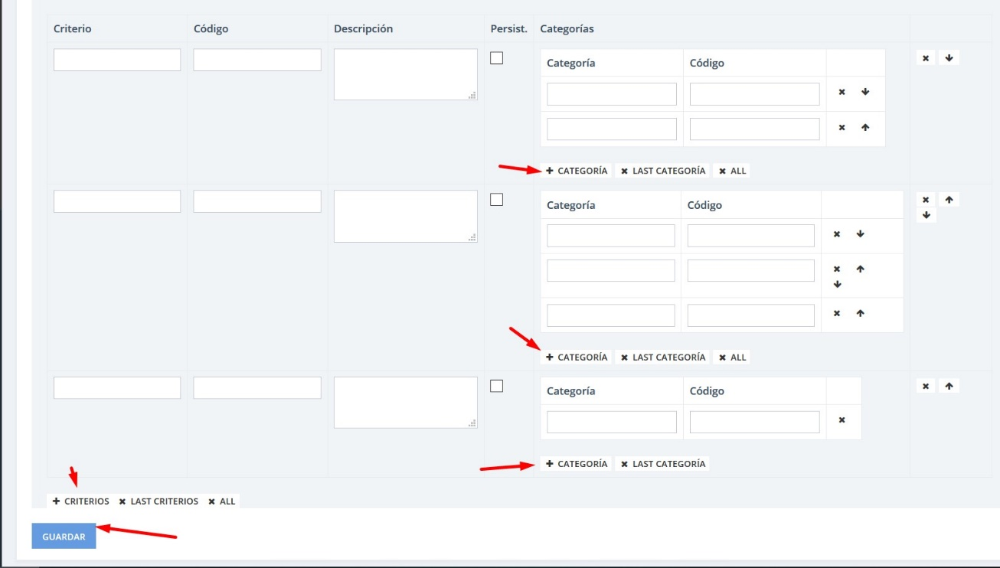 Criterio Código Descripción Persist. Categorías
Categoría Código
CATEGORÍA LAST CATEGORÍA ALL
Categoría Código
CATEGORÍA LAST CATEGORÍA ALL
Categoría Código
CATEGORÍA LAST CATEGORÍA
CRITERIOS LAST CRITERIOS ALL
GUARDAR